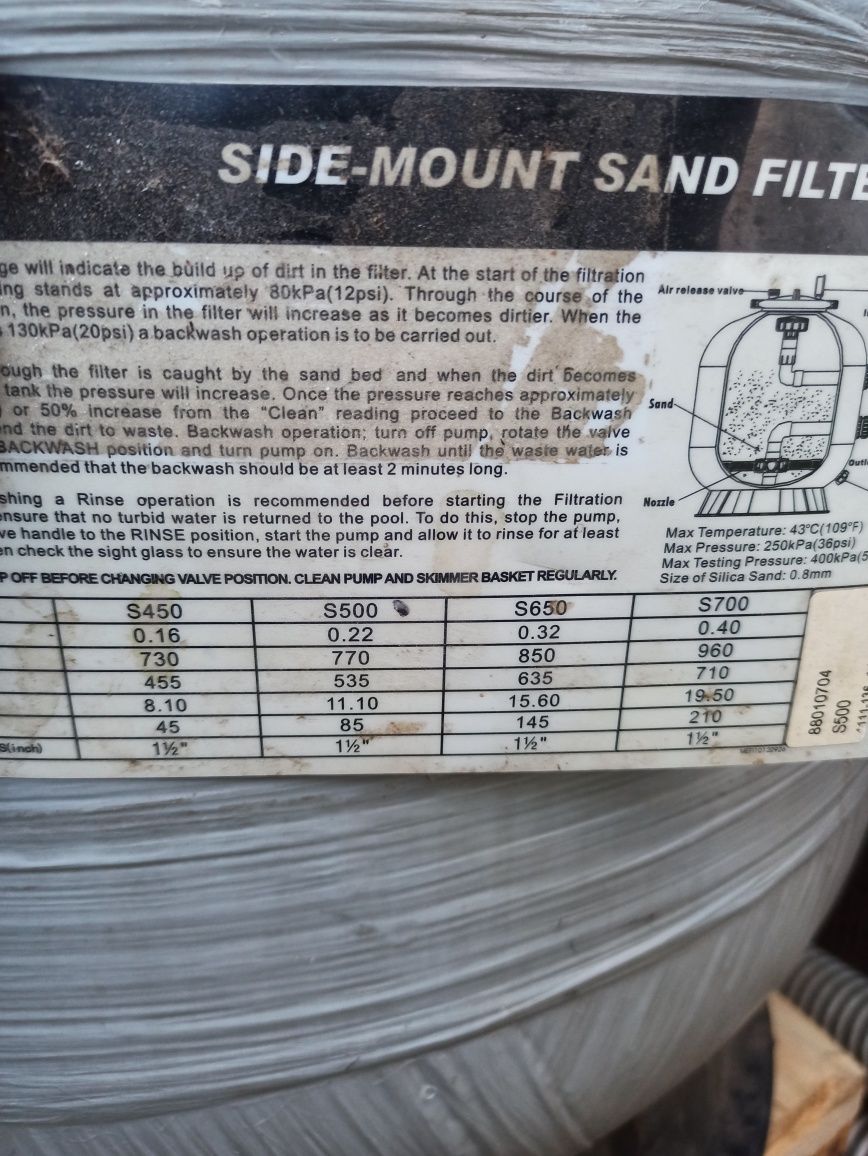 SIDE-MOUNT SAND FILTE
ge will indicate the build up of dirt in the filter. At the start of the filtration
ing stands at approximately 80kPa(12psi). Through the course of the
n, the pressure in the filter will increase as it becomes dirtier. When the
130kPa(20psi) a backwash operation is to be carried out.
ough the filter is caught by the sand bed and when the dirt becomes
tank the pressure will increase. Once the pressure reaches approximately
) or 50% increase from the "Clean" reading proceed to the Backwash
nd the dirt to waste. Backwash operation; turn off pump, rotate the valve
BACKWASH position and turn pump on. Backwash until the waste water is
mmended that the backwash should be at least 2 minutes long.
shing a Rinse operation is recommended before starting the Filtration
ensure that no turbid water is returned to the pool. To do this, stop the pump,
ve handle to the RINSE position, start the pump and allow it to rinse for at least
en check the sight glass to ensure the water is clear.
P OFF BEFORE CHANGING VALVE POSITION. CLEAN PUMP AND SKIMMER BASKET REGULARLY.
Air release valve
Sand
Outl
Nozzle
Max Temperature: 43°C(109°F)
Max Pressure: 250kPa(36psi)
Max Testing Pressure: 400kPa(5
Size of Silica Sand: 0.8mm
S450 S500 S650 S700
0.16 0.22 0.32 0.40
730 770 850 960
455 535 635 710
8.10 11.10 15.60 19.50
45 85 145 210
S(inch) 1½" 1½" 1½" 1½"
88010704
S500